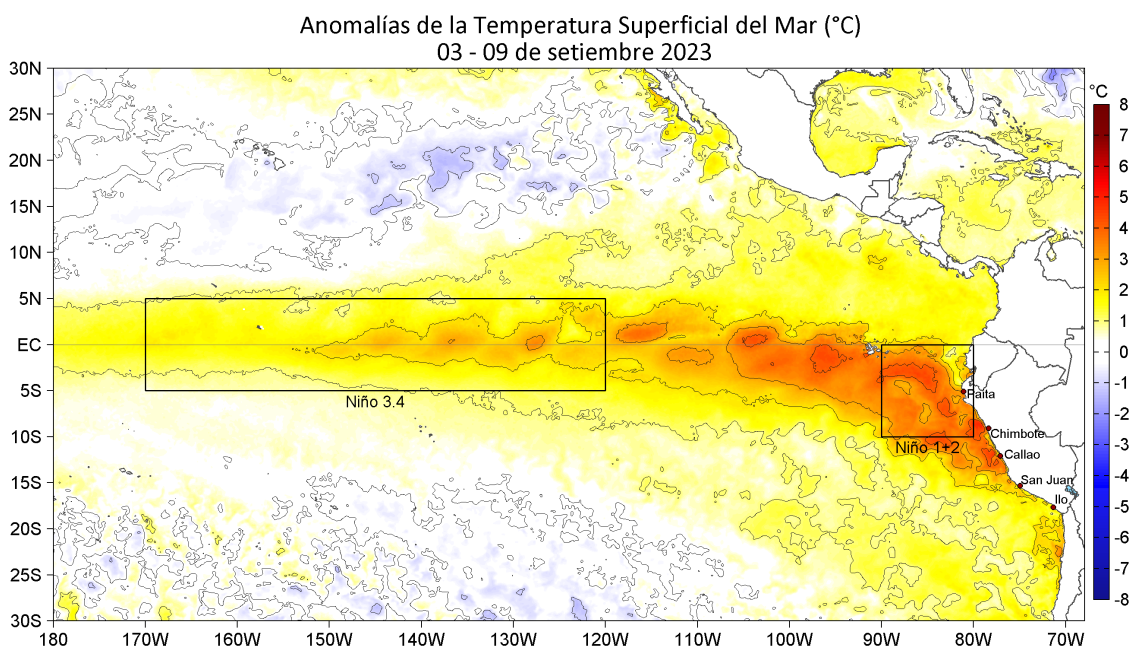 Anomalías de la Temperatura Superficial del Mar (°C)
03 - 09 de setiembre 2023
30N
25N
20N
15N
10N
5N
EC
5S
10S
15S
20S
25S
30S
Niño 3.4
Niño 1+2
Paita
Chimbote
Callao
San Juan
Ilo
180
170W
160W
150W
140W
130W
120W
110W
100W
90W
80W
70W
°C
8
7
6
5
4
3
2
1
0
-1
-2
-3
-4
-5
-6
-7
-8